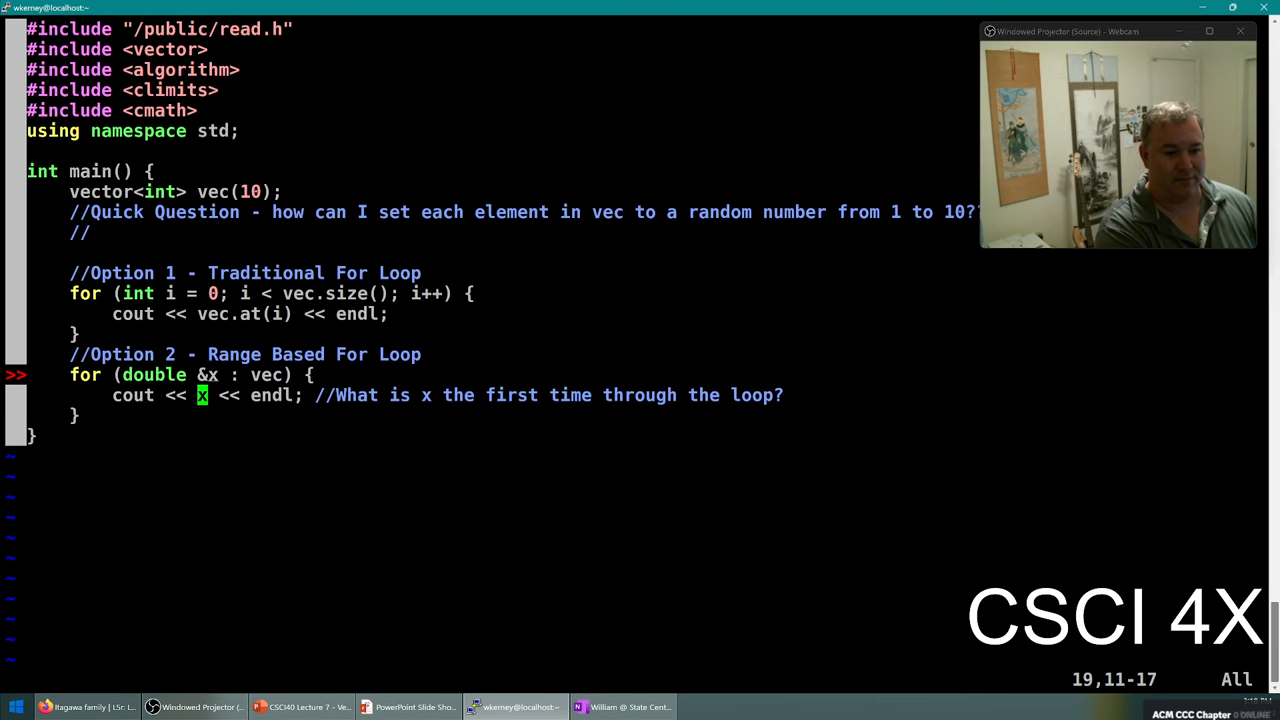 wkerney@localhost:~
#include "/public/read.h"
#include <vector>
#include <algorithm>
#include <climits>
#include <cmath>
using namespace std;
int main() {
vector<int> vec(10);
//Quick Question - how can I set each element in vec to a random number from 1 to 10?
//
//Option 1 - Traditional For Loop
for (int i = 0; i < vec.size(); i++) {
cout << vec.at(i) << endl;
}
//Option 2 - Range Based For Loop
>> for (double &x : vec) {
cout << x << endl; //What is x the first time through the loop?
}
}
~
~
~
~
~
~
~
~
~
~
~
Windowed Projector (Source) - Webcam
CSCI 4X
19,11-17 All
Itagawa family | L5r: L...
Windowed Projector (...
CSCI40 Lecture 7 - Ve...
PowerPoint Slide Sho...
wkerney@localhost:~
William @ State Cent...
ACM CCC Chapter 0 ONLINE